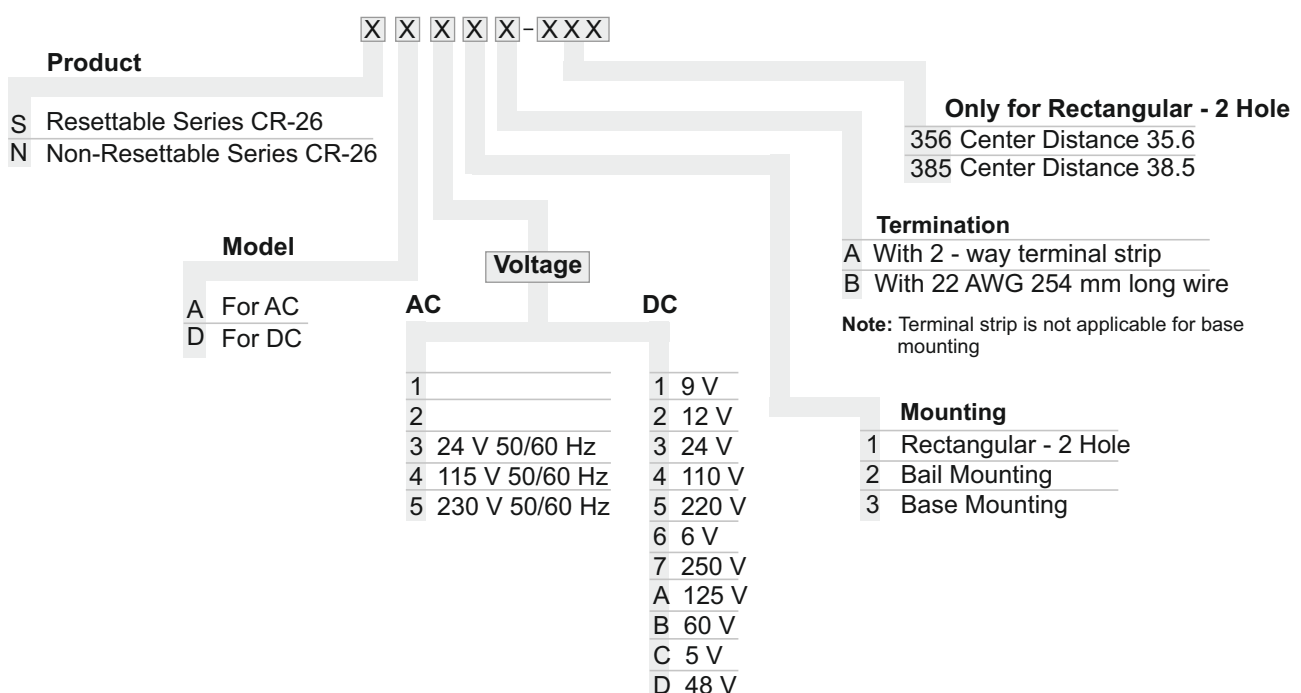 X X X X X - X X X
Product
S Resettable Series CR-26
N Non-Resettable Series CR-26
Only for Rectangular - 2 Hole
356 Center Distance 35.6
385 Center Distance 38.5
Model
A For AC
D For DC
Termination
A With 2 - way terminal strip
B With 22 AWG 254 mm long wire
Note: Terminal strip is not applicable for base
mounting
Voltage
AC
1
2
3 24 V 50/60 Hz
4 115 V 50/60 Hz
5 230 V 50/60 Hz
DC
1 9 V
2 12 V
3 24 V
4 110 V
5 220 V
6 6 V
7 250 V
A 125 V
B 60 V
C 5 V
D 48 V
Mounting
1 Rectangular - 2 Hole
2 Bail Mounting
3 Base Mounting